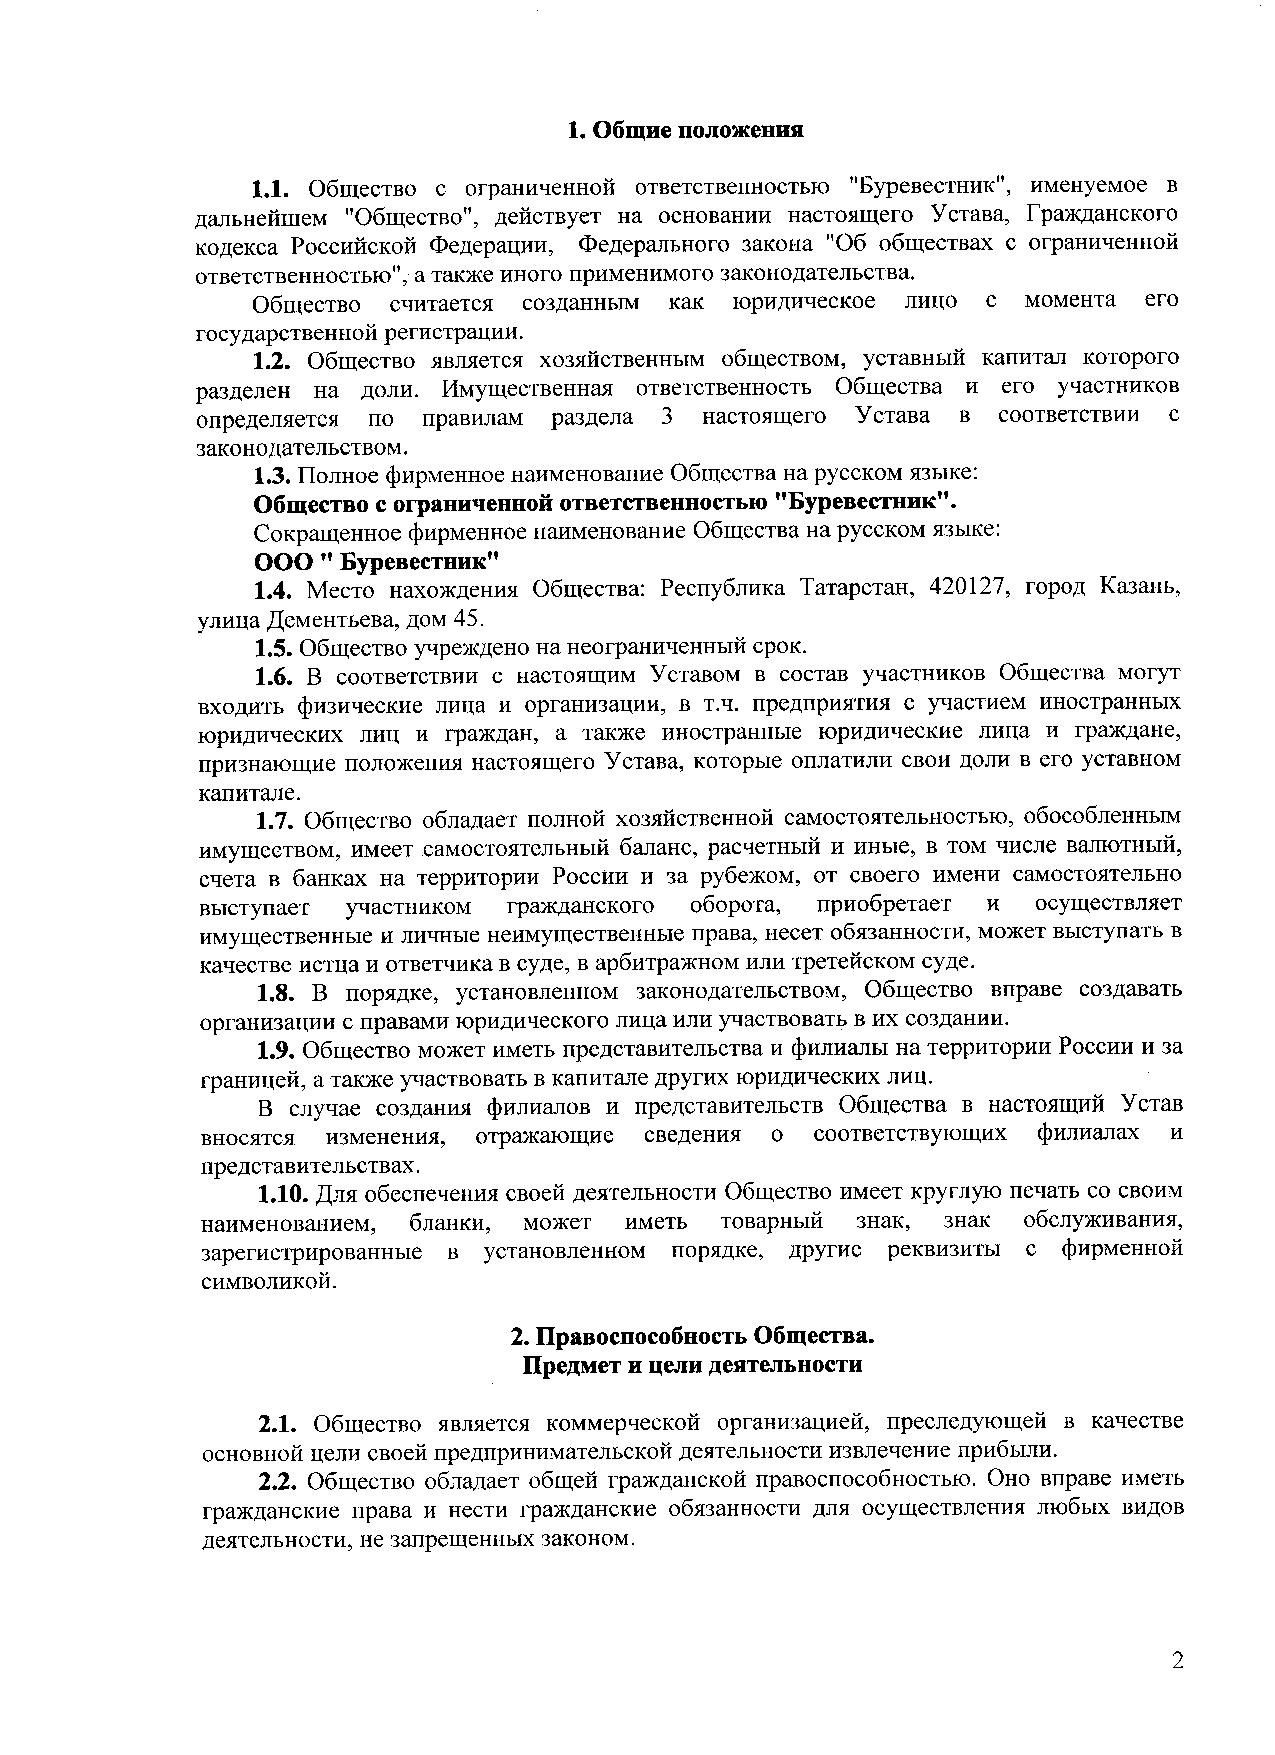 1. Общие положения
1.1. Общество с ограниченной ответственностью "Буревестник", именуемое в
дальнейшем "Общество", действует на основании настоящего Устава, Гражданского
кодекса Российской Федерации, Федерального закона "Об обществах с ограниченной
ответственностью", а также иного применимого законодательства.
Общество считается созданным как юридическое лицо с момента его
государственной регистрации.
1.2. Общество является хозяйственным обществом, уставный капитал которого
разделен на доли. Имущественная ответственность Общества и его участников
определяется по правилам раздела 3 настоящего Устава в соответствии с
законодательством.
1.3. Полное фирменное наименование Общества на русском языке:
Общество с ограниченной ответственностью "Буревестник".
Сокращенное фирменное наименование Общества на русском языке:
ООО " Буревестник"
1.4. Место нахождения Общества: Республика Татарстан, 420127, город Казань,
улица Дементьева, дом 45.
1.5. Общество учреждено на неограниченный срок.
1.6. В соответствии с настоящим Уставом в состав участников Общества могут
входить физические лица и организации, в т.ч. предприятия с участием иностранных
юридических лиц и граждан, а также иностранные юридические лица и граждане,
признающие положения настоящего Устава, которые оплатили свои доли в его уставном
капитале.
1.7. Общество обладает полной хозяйственной самостоятельностью, обособленным
имуществом, имеет самостоятельный баланс, расчетный и иные, в том числе валютный,
счета в банках на территории России и за рубежом, от своего имени самостоятельно
выступает участником гражданского оборота, приобретает и осуществляет
имущественные и личные неимущественные права, несет обязанности, может выступать в
качестве истца и ответчика в суде, в арбитражном или третейском суде.
1.8. В порядке, установленном законодательством, Общество вправе создавать
организации с правами юридического лица или участвовать в их создании.
1.9. Общество может иметь представительства и филиалы на территории России и за
границей, а также участвовать в капитале других юридических лиц.
В случае создания филиалов и представительств Общества в настоящий Устав
вносятся изменения, отражающие сведения о соответствующих филиалах и
представительствах.
1.10. Для обеспечения своей деятельности Общество имеет круглую печать со своим
наименованием, бланки, может иметь товарный знак, знак обслуживания,
зарегистрированные в установленном порядке, другие реквизиты с фирменной
символикой.
2. Правоспособность Общества.
Предмет и цели деятельности
2.1. Общество является коммерческой организацией, преследующей в качестве
основной цели своей предпринимательской деятельности извлечение прибыли.
2.2. Общество обладает общей гражданской правоспособностью. Оно вправе иметь
гражданские права и нести гражданские обязанности для осуществления любых видов
деятельности, не запрещенных законом.
2